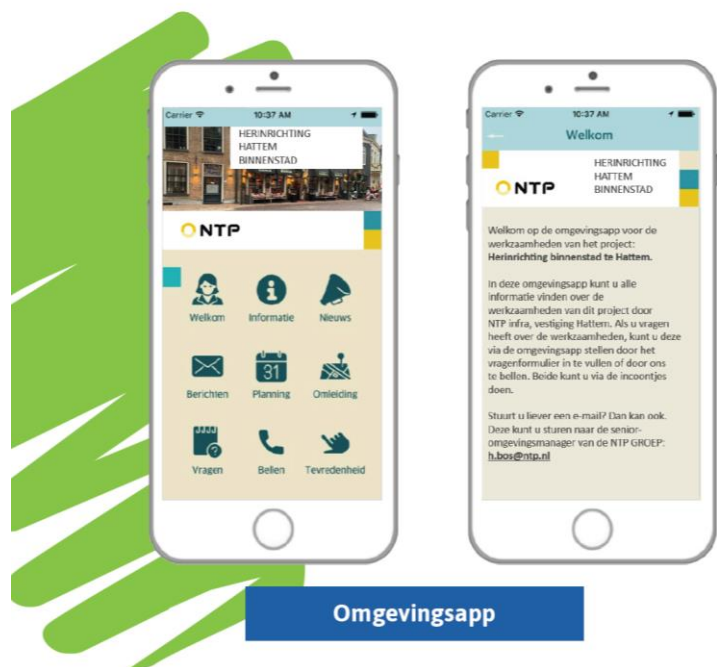 Carrier 10:37 AM
HERINRICHTING
HATTEM
BINNENSTAD
NTP
Welkom Informatie Nieuws
31
Berichten Planning Omleiding
?
Vragen Bellen Tevredenheid
Carrier 10:37 AM
Welkom
HERINRICHTING
HATTEM
BINNENSTAD
NTP
Welkom op de omgevingsapp voor de
werkzaamheden van het project:
Herinrichting binnenstad te Hattem.
In deze omgevingsapp kunt u alle
informatie vinden over de
werkzaamheden van dit project door
NTP infra, vestiging Hattem. Als u vragen
heeft over de werkzaamheden, kunt u deze
via de omgevingsapp stellen door het
vragenformulier in te vullen of door ons
te bellen. Beide kunt u via de incoontjes
doen.
Stuurt u liever een e-mail? Dan kan ook.
Deze kunt u sturen naar de senior-
omgevingsmanager van de NTP GROEP:
h.bos@ntp.nl
Omgevingsapp